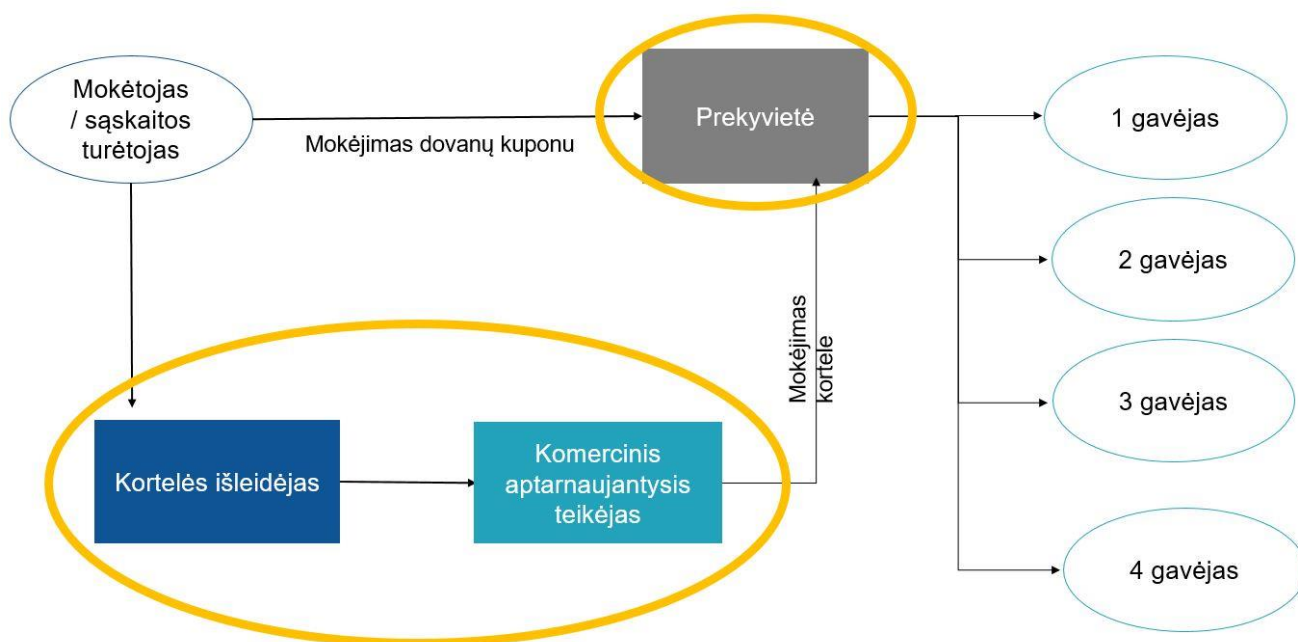 Mokėtojas
/ sąskaitos
turėtojas
Mokėjimas dovanų kuponu
Prekyvietė
1 gavėjas
2 gavėjas
3 gavėjas
4 gavėjas
Mokėjimas
kortele
Kortelės išleidėjas
Komercinis
aptarnaujantysis
teikėjas